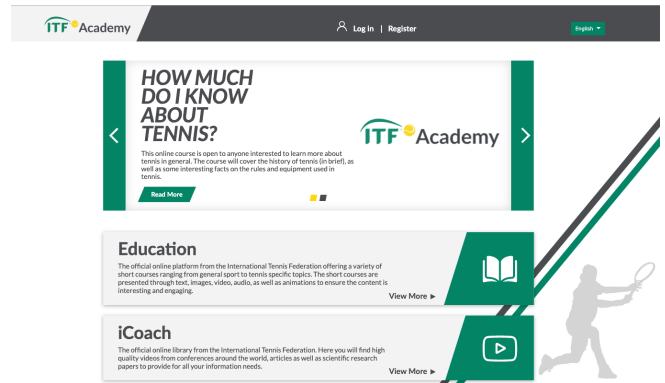 ITF Academy
Log in | Register
English
HOW MUCH
DO I KNOW
ABOUT
TENNIS?
This online course is open to anyone interested to learn more about
tennis in general. The course will cover the history of tennis (in brief), as
well as some interesting facts on the rules and equipment used in
tennis.
Read More
ITF Academy
Education
The official online platform from the International Tennis Federation offering a variety of
short courses ranging from general sport to tennis specific topics. The short courses are
presented through text, images, video, audio, as well as animations to ensure the content is
interesting and engaging.
View More ▶
iCoach
The official online library from the International Tennis Federation. Here you will find high
quality videos from conferences around the world, articles as well as scientific research
papers to provide for all your information needs.
View More ▶